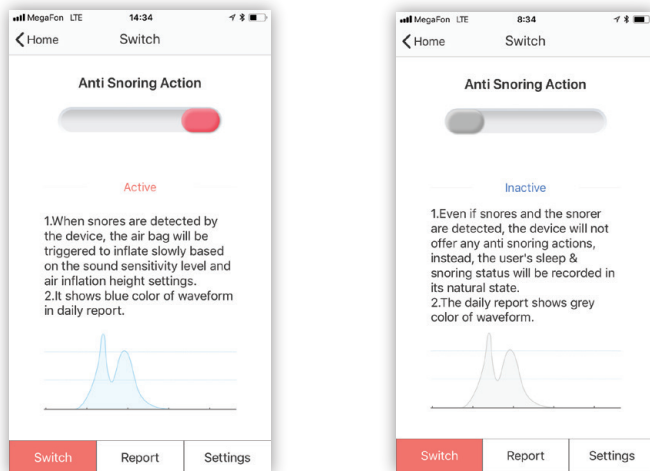 MegaFon LTE 14:34
Home Switch
Anti Snoring Action
Active
1.When snores are detected by
the device, the air bag will be
triggered to inflate slowly based
on the sound sensitivity level and
air inflation height settings.
2.It shows blue color of waveform
in daily report.
Switch Report Settings
MegaFon LTE 8:34
Home Switch
Anti Snoring Action
Inactive
1.Even if snores and the snorer
are detected, the device will not
offer any anti snoring actions,
instead, the user's sleep &
snoring status will be recorded in
its natural state.
2.The daily report shows grey
color of waveform.
Switch Report Settings